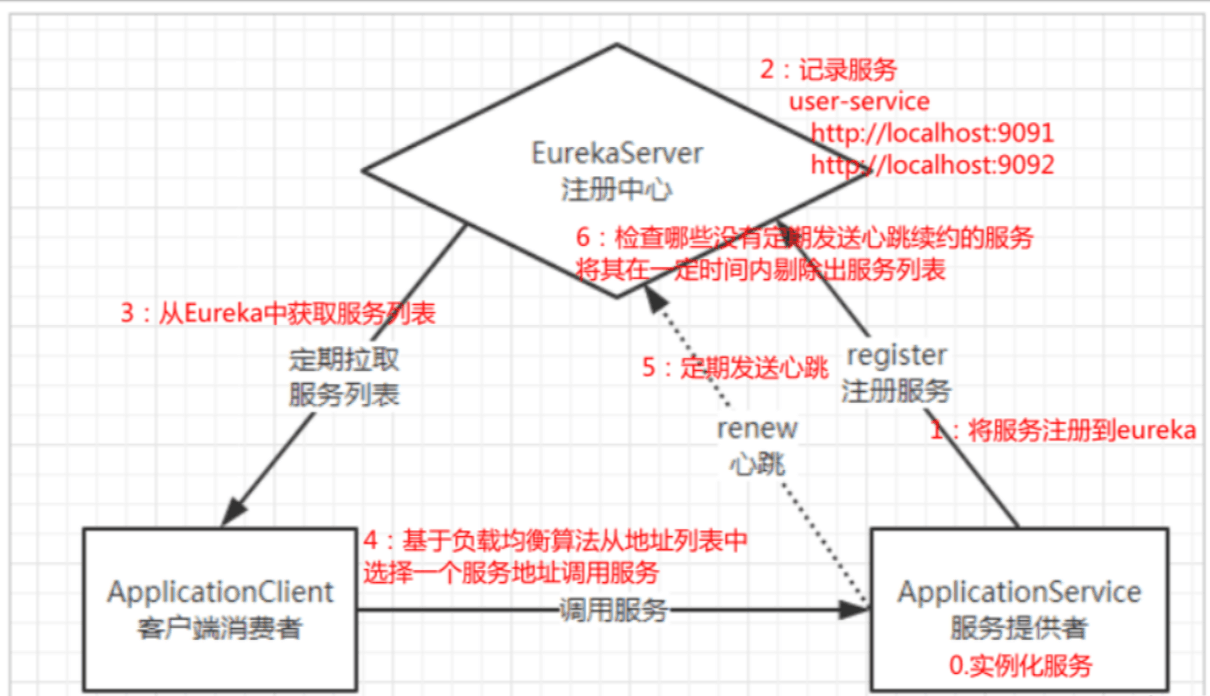 2：记录服务
user-service
http://localhost:9091
http://localhost:9092
EurekaServer
注册中心
6：检查哪些没有定期发送心跳续约的服务
将其在一定时间内剔除出服务列表
3：从Eureka中获取服务列表
定期拉取
服务列表
5：定期发送心跳
register
注册服务
renew
心跳
1：将服务注册到eureka
4：基于负载均衡算法从地址列表中
选择一个服务地址调用服务
调用服务
ApplicationClient
客户端消费者
ApplicationService
服务提供者
0.实例化服务